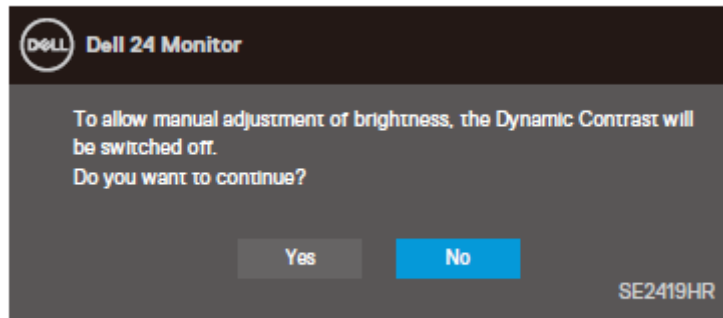 DELL Dell 24 Monitor
To allow manual adjustment of brightness, the Dynamic Contrast will
be switched off.
Do you want to continue?
Yes No
SE2419HR